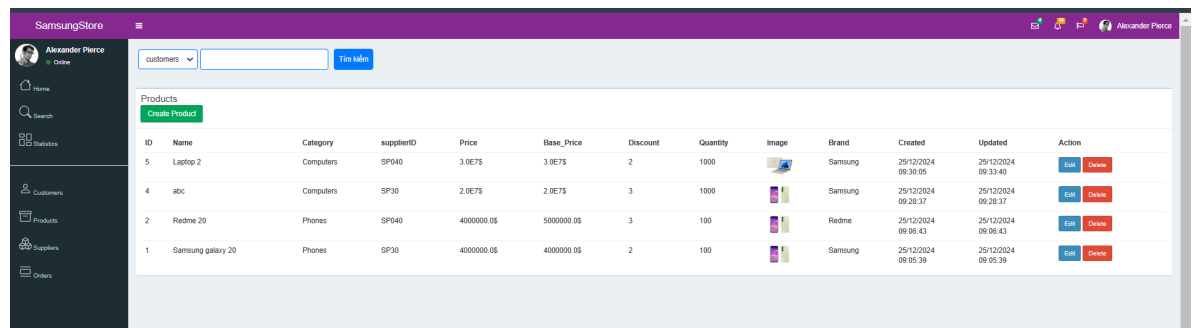 SamsungStore
4
3
Alexander Pierce
Alexander Pierce
Online
customers
Tìm kiếm
Home
Search
Statistics
Customers
Products
Suppliers
Orders
Products
Create Product
ID Name Category supplierID Price Base_Price Discount Quantity Image Brand Created Updated Action
5 Laptop 2 Computers SP040 3.0E7$ 3.0E7$ 2 1000 Samsung 25/12/2024 09:30:05 25/12/2024 09:33:40 Edit Delete
4 abc Computers SP30 2.0E7$ 2.0E7$ 3 1000 Samsung 25/12/2024 09:28:37 25/12/2024 09:28:37 Edit Delete
2 Redme 20 Phones SP040 4000000.0$ 5000000.0$ 3 100 Redme 25/12/2024 09:06:43 25/12/2024 09:06:43 Edit Delete
1 Samsung galaxy 20 Phones SP30 4000000.0$ 4000000.0$ 2 100 Samsung 25/12/2024 09:05:39 25/12/2024 09:05:39 Edit Delete